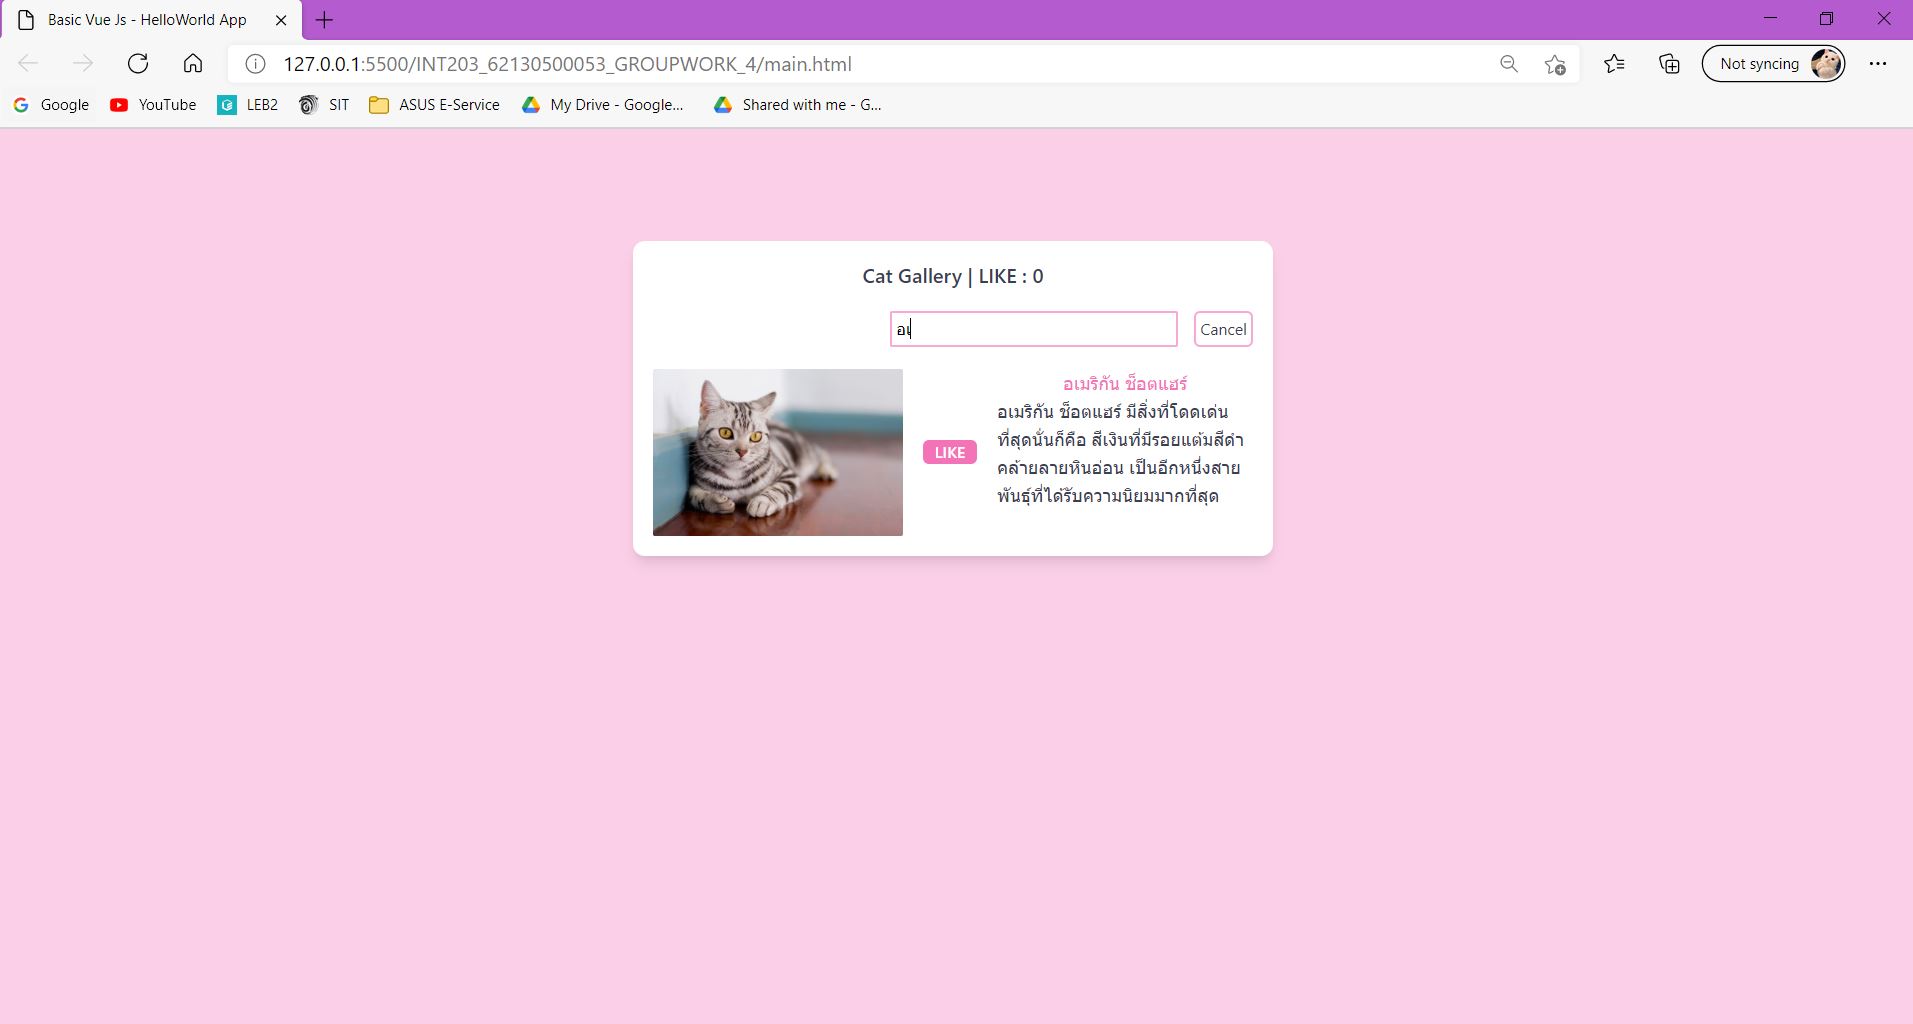 Basic Vue Js - HelloWorld App
127.0.0.1:5500/INT203_62130500053_GROUPWORK_4/main.html
Not syncing
Google YouTube LEB2 SIT ASUS E-Service My Drive - Google... Shared with me - G...
Cat Gallery | LIKE : 0
อเ
Cancel
อเมริกัน ช็อตแฮร์
LIKE
อเมริกัน ช็อตแฮร์ มีสิ่งที่โดดเด่น
ที่สุดนั่นก็คือ สีเงินที่มีรอยแต้มสีดำ
คล้ายลายหินอ่อน เป็นอีกหนึ่งสาย
พันธุ์ที่ได้รับความนิยมมากที่สุด